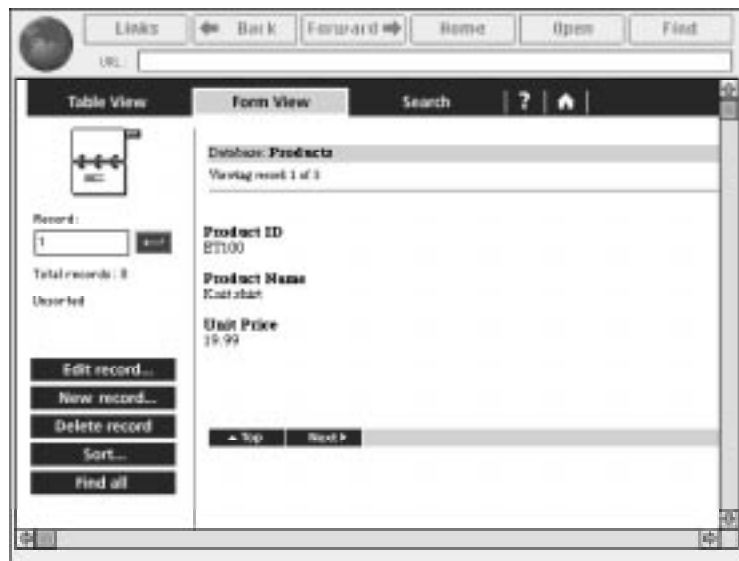 Links Back Forward Home Open Find
URL:
Table View Form View Search ?
Database: Products
Viewing record 1 of
Record:
1
Total records:
Unsorted
Product ID
ET100
Product Name
Knit shirt
Unit Price
19.99
Edit record...
New record...
Delete record
Sort...
Find all
Top Next